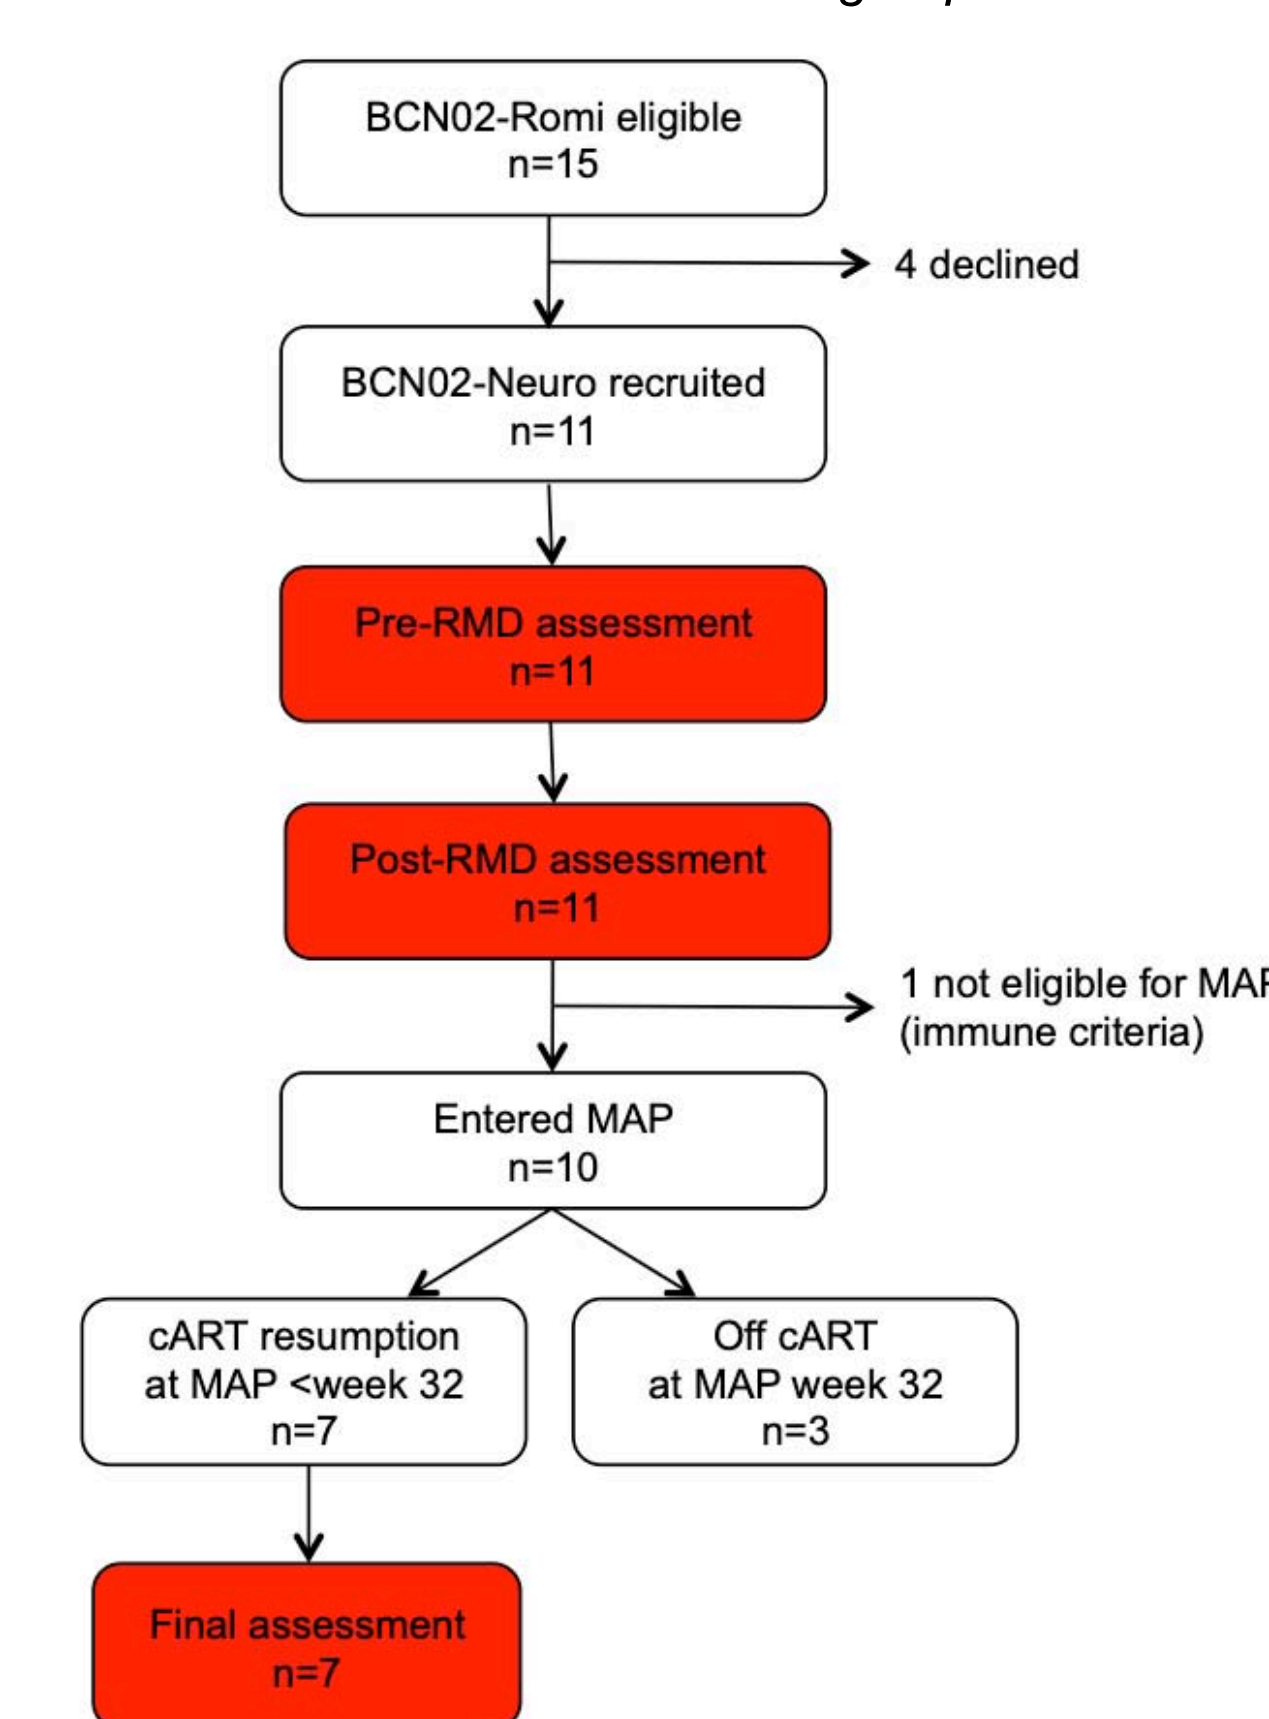 BCN02-Romi eligible
n=15
4 declined
BCN02-Neuro recruited
n=11
Pre-RMD assessment
n=11
Post-RMD assessment
n=11
1 not eligible for MAP
(immune criteria)
Entered MAP
n=10
cART resumption
at MAP <week 32
n=7
Off cART
at MAP week 32
n=3
Final assessment
n=7